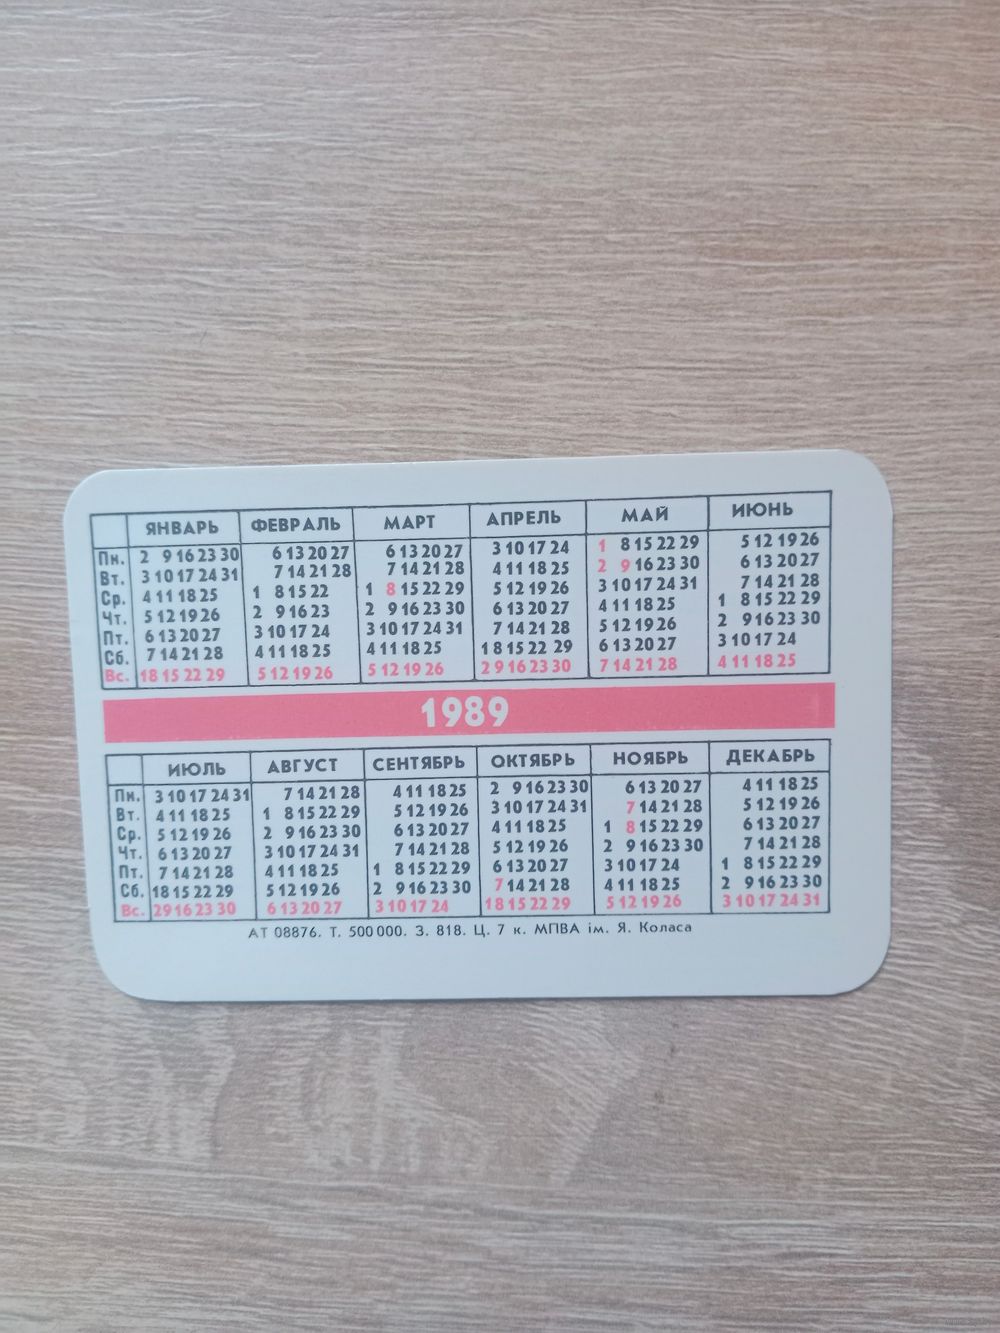 ЯНВАРЬ ФЕВРАЛЬ МАРТ АПРЕЛЬ МАЙ ИЮНЬ
Пн. 2 9 16 23 30 6 13 20 27 6 13 20 27 3 10 17 24 1 8 15 22 29 5 12 19 26
Вт. 3 10 17 24 31 7 14 21 28 7 14 21 28 4 11 18 25 2 9 16 23 30 6 13 20 27
Ср. 4 11 18 25 1 8 15 22 1 8 15 22 29 5 12 19 26 3 10 17 24 31 7 14 21 28
Чт. 5 12 19 26 2 9 16 23 2 9 16 23 30 6 13 20 27 4 11 18 25 1 8 15 22 29
Пт. 6 13 20 27 3 10 17 24 3 10 17 24 31 7 14 21 28 5 12 19 26 2 9 16 23 30
Сб. 7 14 21 28 4 11 18 25 4 11 18 25 1 8 15 22 29 6 13 20 27 3 10 17 24
Вс. 1 8 15 22 29 5 12 19 26 5 12 19 26 2 9 16 23 30 7 14 21 28 4 11 18 25
1989
ИЮЛЬ АВГУСТ СЕНТЯБРЬ ОКТЯБРЬ НОЯБРЬ ДЕКАБРЬ
Пн. 3 10 17 24 31 7 14 21 28 4 11 18 25 2 9 16 23 30 6 13 20 27 4 11 18 25
Вт. 4 11 18 25 1 8 15 22 29 5 12 19 26 3 10 17 24 31 7 14 21 28 5 12 19 26
Ср. 5 12 19 26 2 9 16 23 30 6 13 20 27 4 11 18 25 1 8 15 22 29 6 13 20 27
Чт. 6 13 20 27 3 10 17 24 31 7 14 21 28 5 12 19 26 2 9 16 23 30 7 14 21 28
Пт. 7 14 21 28 4 11 18 25 1 8 15 22 29 6 13 20 27 3 10 17 24 1 8 15 22 29
Сб. 1 8 15 22 29 5 12 19 26 2 9 16 23 30 7 14 21 28 4 11 18 25 2 9 16 23 30
Вс. 2 9 16 23 30 6 13 20 27 3 10 17 24 1 8 15 22 29 5 12 19 26 3 10 17 24 31
АТ 08876. Т. 500 000. З. 818. Ц. 7 к. МПВА ім. Я. Коласа